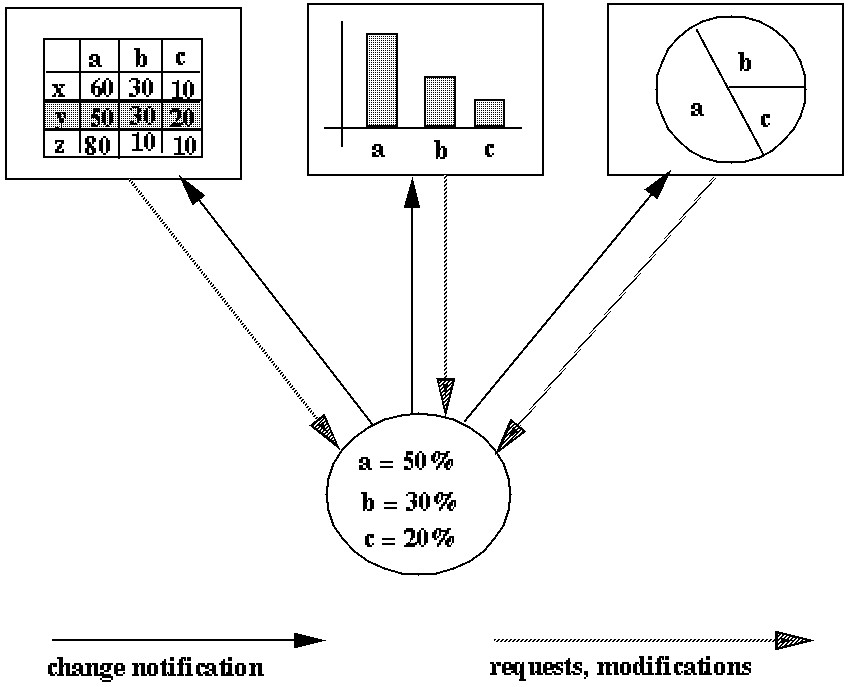 a b c
x 60 30 10
y 50 30 20
z 80 10 10
a b c
b
a
c
a = 50%
b = 30%
c = 20%
change notification
requests, modifications